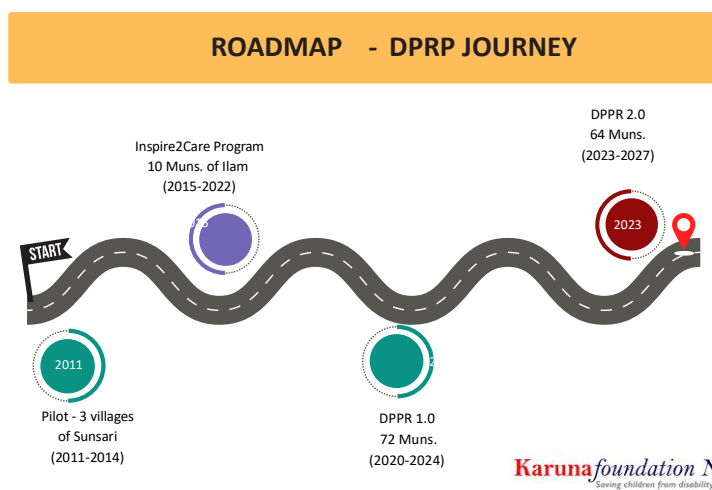 ROADMAP - DPRP JOURNEY
DPPR 2.0
64 Muns.
(2023-2027)
Inspire2Care Program
10 Muns. of Ilam
(2015-2022)
2023
START
2011
Pilot - 3 villages
of Sunsari
(2011-2014)
DPPR 1.0
72 Muns.
(2020-2024)
Karunafoundation N
Saving children from disability